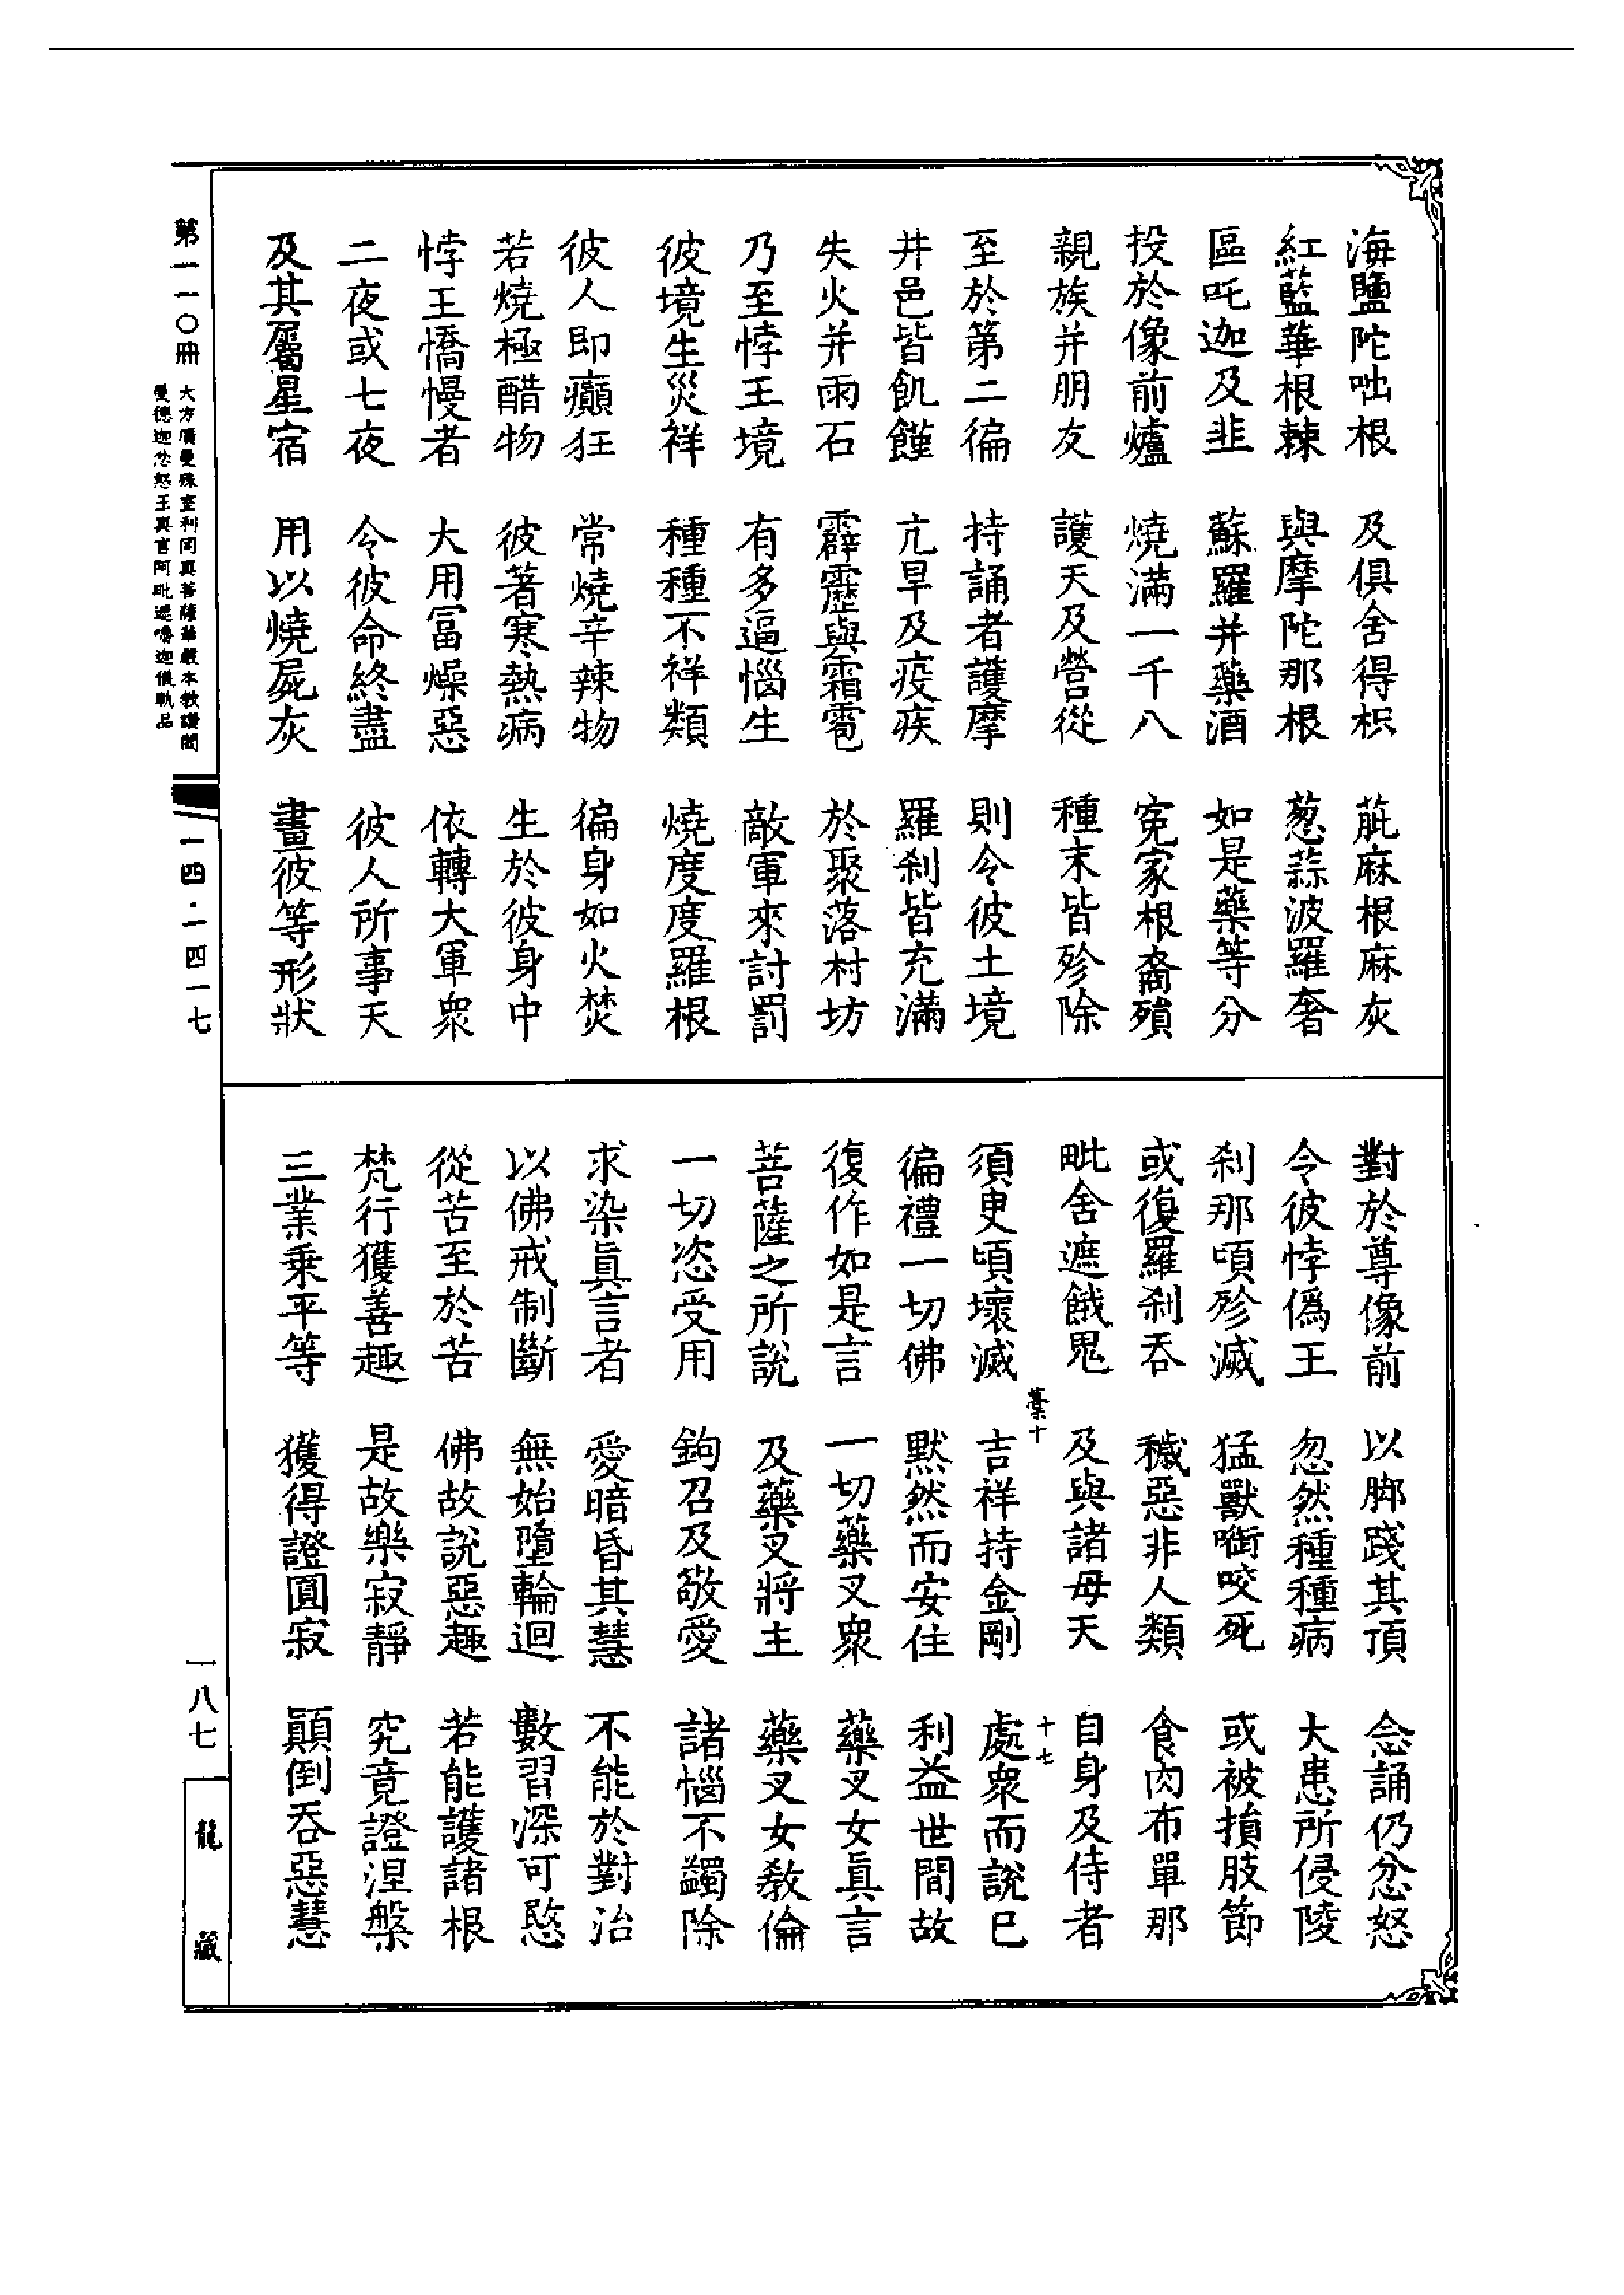 海鹽陀咄根　及俱舍得枳　蓖麻根麻灰
紅藍華根棘　與摩陀那根　葱蒜波羅奢
區吒迦及韭　蘇羅并藥酒　如是藥等分
投於像前爐　燒滿一千八　寃家根裔殞
親族并朋友　護天及營從　種末皆殄除
至於第二徧　持誦者護摩　則令彼土境
井邑皆飢饉　亢旱及疫疾　羅刹皆充滿
失火并雨石　霹靂與霜雹　於聚落村坊
乃至悖王境　有多逼惱生　敵軍來討罰
彼境生災祥　種種不祥類　燒度度羅根
彼人即癲狂　常燒辛辣物　徧身如火焚
若燒極醋物　彼著寒熱病　生於彼身中
悖王憍慢者　大用冨燥惡　依轉大軍眾
二夜或七夜　令彼命終盡　彼人所事天
及其屬星宿　用以燒屍灰　畫彼等形狀
對於尊像前　以脚踐其頂　念誦仍忿怒
令彼悖僞王　忽然種種病　大患所侵陵
刹那頃殄滅　猛獸㗸咬死　或被損肢節
或復羅刹吞　穢惡非人類　食肉布單那
毗舍遮餓鬼　及與諸母天　自身及侍者
須臾頃壞滅　吉祥持金剛　處眾而說已
徧禮一切佛　默然而安住　利益世間故
復作如是言　一切藥叉眾　藥叉女真言
菩薩之所說　及藥叉將主　藥叉女教倫
一切恣受用　鉤召及敬愛　諸惱不蠲除
求染真言者　愛暗昏其慧　不能於對治
以佛戒制斷　無始墮輪迴　數習深可愍
從苦至於苦　佛故說惡趣　若能護諸根
梵行獲善趣　是故樂寂靜　究竟證涅槃
三業乘平等　獲得證圓寂　顛倒吞惡慧
十
十七
第一一〇冊
大方廣曼殊室利同真菩薩華嚴本教讚閻
曼德迦忿怒王真言阿毗遮嚕迦儀軌品
一四·一四一七
一八七
龍藏